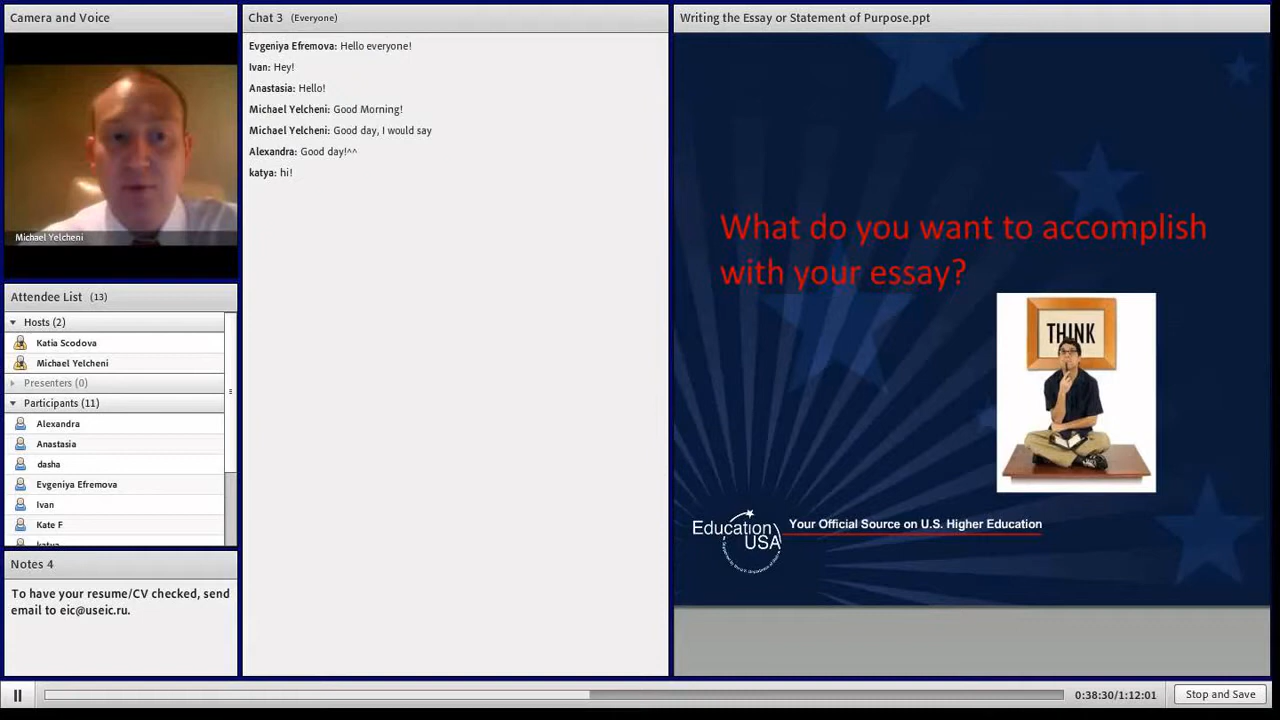 Camera and Voice
Michael Yelcheni
Attendee List (13)
Hosts (2)
Katia Scodova
Michael Yelcheni
Presenters (0)
Participants (11)
Alexandra
Anastasia
dasha
Evgeniya Efremova
Ivan
Kate F
katya
Notes 4
To have your resume/CV checked, send
email to eic@useic.ru.
Chat 3 (Everyone)
Evgeniya Efremova: Hello everyone!
Ivan: Hey!
Anastasia: Hello!
Michael Yelcheni: Good Morning!
Michael Yelcheni: Good day, I would say
Alexandra: Good day!^^
katya: hi!
Writing the Essay or Statement of Purpose.ppt
What do you want to accomplish
with your essay?
THINK
Education
USA
Your Official Source on U.S. Higher Education
0:38:30/1:12:01
Stop and Save